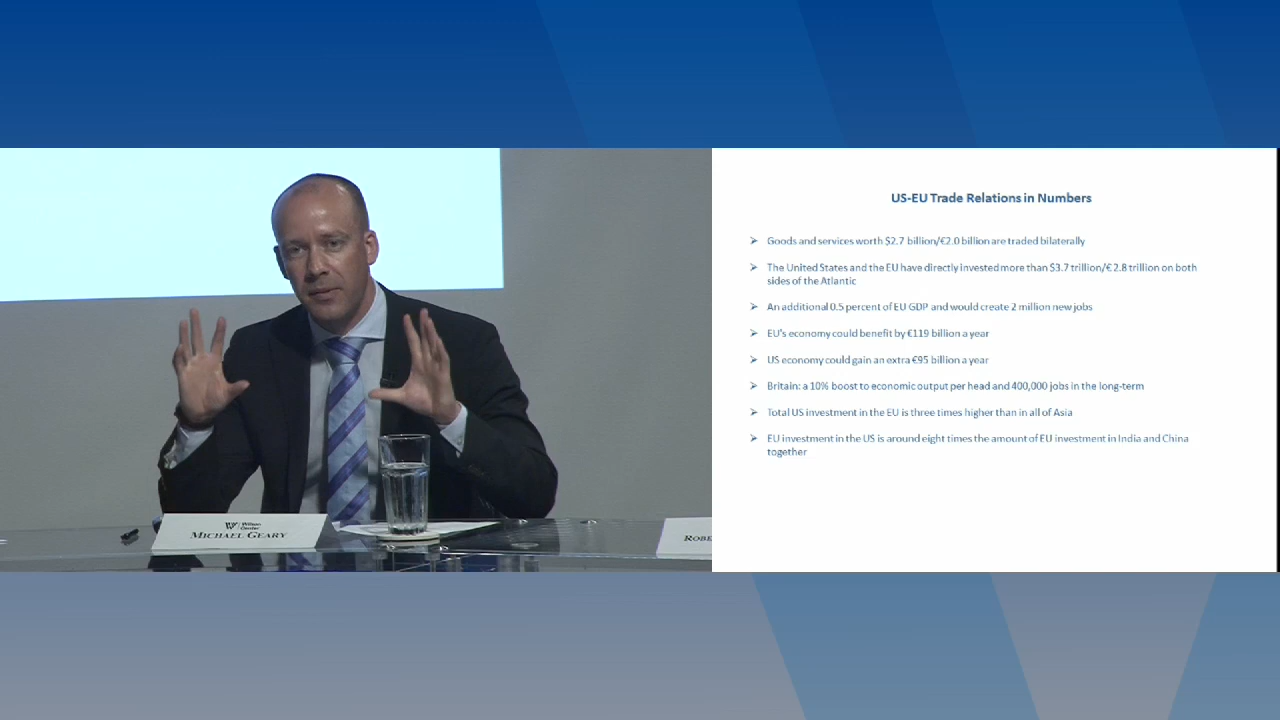 US-EU Trade Relations in Numbers
Goods and services worth $2.7 billion/€2.0 billion are traded bilaterally
The United States and the EU have directly invested more than $3.7 trillion/€ 2.8 trillion on both
sides of the Atlantic
An additional 0.5 percent of EU GDP and would create 2 million new jobs
EU's economy could benefit by €119 billion a year
US economy could gain an extra €95 billion a year
Britain: a 10% boost to economic output per head and 400,000 jobs in the long-term
Total US investment in the EU is three times higher than in all of Asia
EU investment in the US is around eight times the amount of EU investment in India and China
together
Wilson
Center
MICHAEL GEARY
ROBE